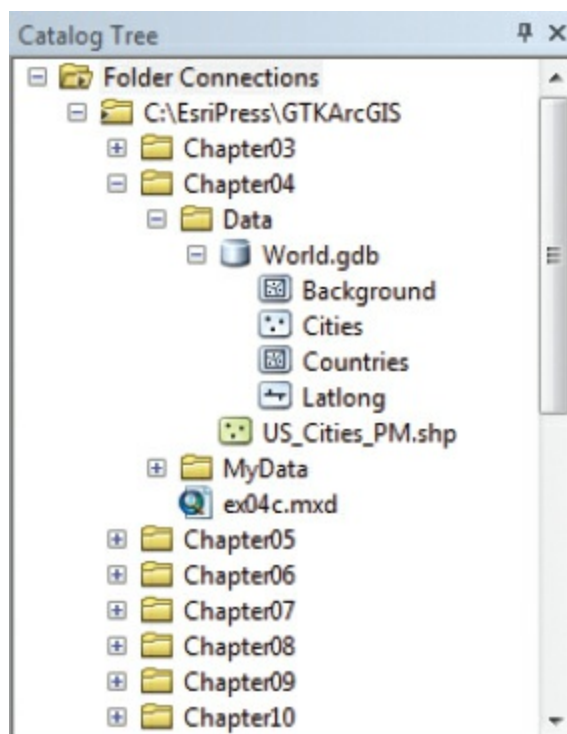 Catalog Tree
Folder Connections
C:\EsriPress\GTKArcGIS
Chapter03
Chapter04
Data
World.gdb
Background
Cities
Countries
Latlong
US_Cities_PM.shp
MyData
ex04c.mxd
Chapter05
Chapter06
Chapter07
Chapter08
Chapter09
Chapter10